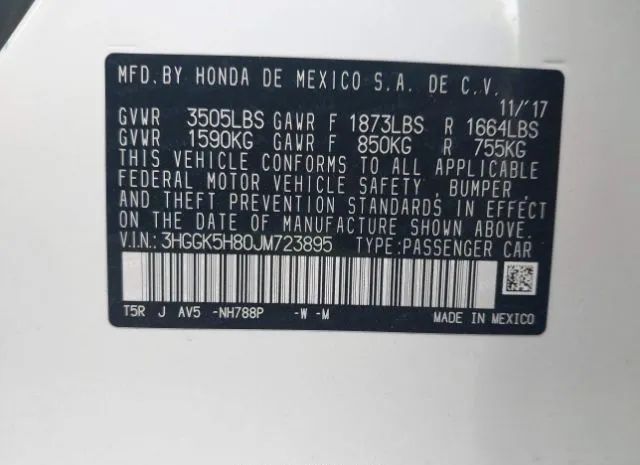 MFD. BY HONDA DE MEXICO S.A. DE C.V.
11/'17
GVWR 3505LBS GAWR F 1873LBS R 1664LBS
GVWR 1590KG GAWR F 850KG R 755KG
THIS VEHICLE CONFORMS TO ALL APPLICABLE
FEDERAL MOTOR VEHICLE SAFETY, BUMPER,
AND THEFT PREVENTION STANDARDS IN EFFECT
ON THE DATE OF MANUFACTURE SHOWN ABOVE.
V.I.N.: 3HGGK5H80JM723895 TYPE:PASSENGER CAR
T5R J AV5 -NH788P -W -M MADE IN MEXICO